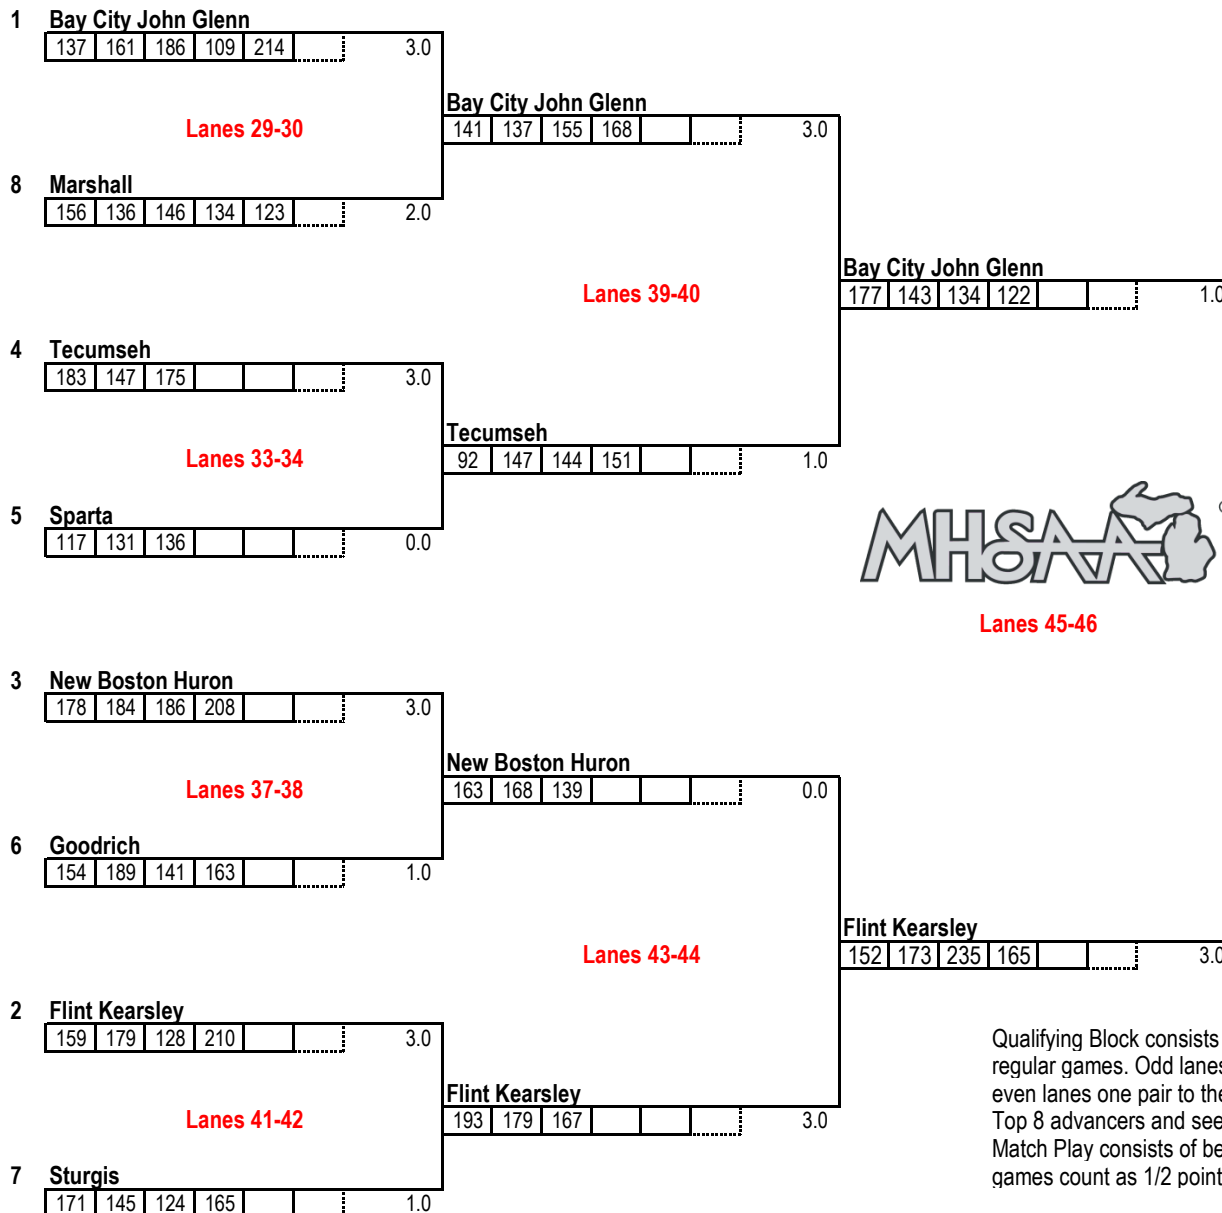 1 Bay City John Glenn
137 161 186 109 214 3.0
Bay City John Glenn
Lanes 29-30
141 137 155 168 3.0
8 Marshall
156 136 146 134 123 2.0
Bay City John Glenn
Lanes 39-40
177 143 134 122 1.0
4 Tecumseh
183 147 175 3.0
Tecumseh
Lanes 33-34
92 147 144 151 1.0
5 Sparta
117 131 136 0.0
MHSAA
Lanes 45-46
3 New Boston Huron
178 184 186 208 3.0
New Boston Huron
Lanes 37-38
163 168 139 0.0
6 Goodrich
154 189 141 163 1.0
Flint Kearsley
Lanes 43-44
152 173 235 165 3.0
2 Flint Kearsley
159 179 128 210 3.0
Flint Kearsley
Lanes 41-42
193 179 167 3.0
7 Sturgis
171 145 124 165 1.0
Qualifying Block consists
regular games. Odd lanes
even lanes one pair to the
Top 8 advancers and see
Match Play consists of be
games count as 1/2 point